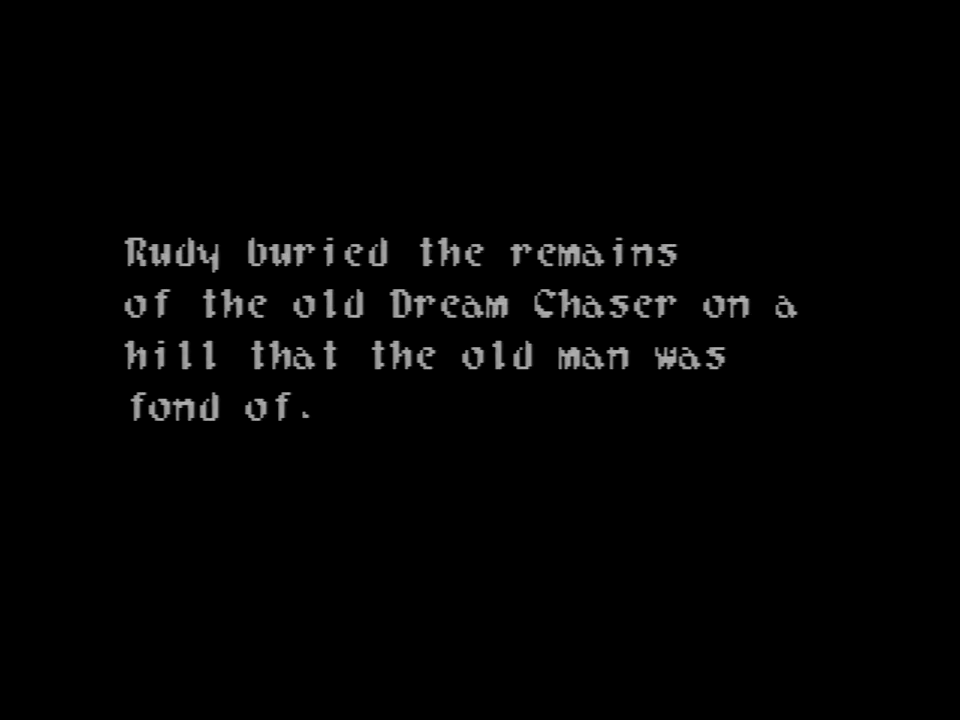 Rudy buried the remains
of the old Dream Chaser on a
hill that the old man was
fond of.